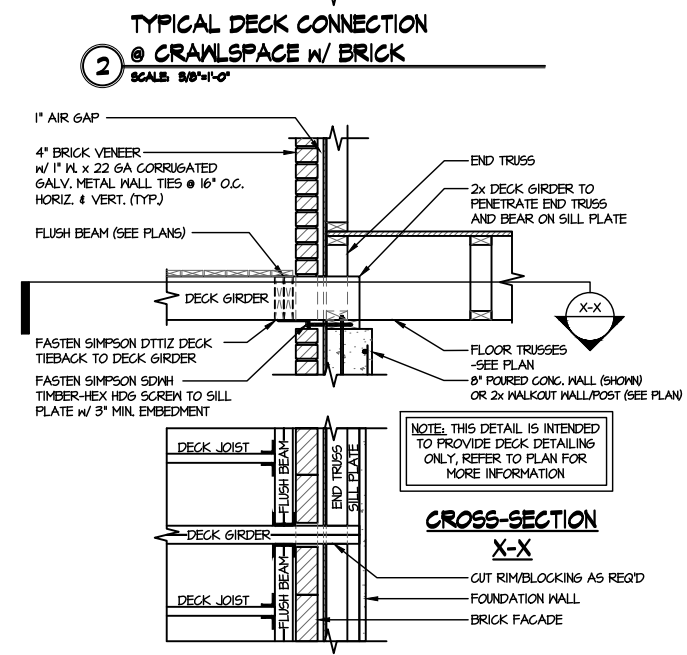 TYPICAL DECK CONNECTION
2
@ CRAWLSPACE W/ BRICK
SCALE: 3/8"=1'-0"
1" AIR GAP
4" BRICK VENEER
W/ 1" W. x 22 GA CORRUGATED
GALV. METAL WALL TIES @ 16" O.C.
HORIZ. & VERT. (TYP.)
FLUSH BEAM (SEE PLANS)
DECK GIRDER
FASTEN SIMPSON DTT1Z DECK
TIEBACK TO DECK GIRDER
FASTEN SIMPSON SDWH
TIMBER-HEX HDG SCREW TO SILL
PLATE W/ 3" MIN. EMBEDMENT
END TRUSS
2x DECK GIRDER TO
PENETRATE END TRUSS
AND BEAR ON SILL PLATE
X-X
FLOOR TRUSSES
-SEE PLAN
8" POURED CONC. WALL (SHOWN)
OR 2x WALKOUT WALL/POST (SEE PLAN)
NOTE: THIS DETAIL IS INTENDED
TO PROVIDE DECK DETAILING
ONLY, REFER TO PLAN FOR
MORE INFORMATION
DECK JOIST
FLUSH BEAM
END TRUSS
SILL PLATE
DECK GIRDER
DECK JOIST
FLUSH BEAM
CROSS-SECTION
X-X
CUT RIM/BLOCKING AS REQ'D
FOUNDATION WALL
BRICK FACADE